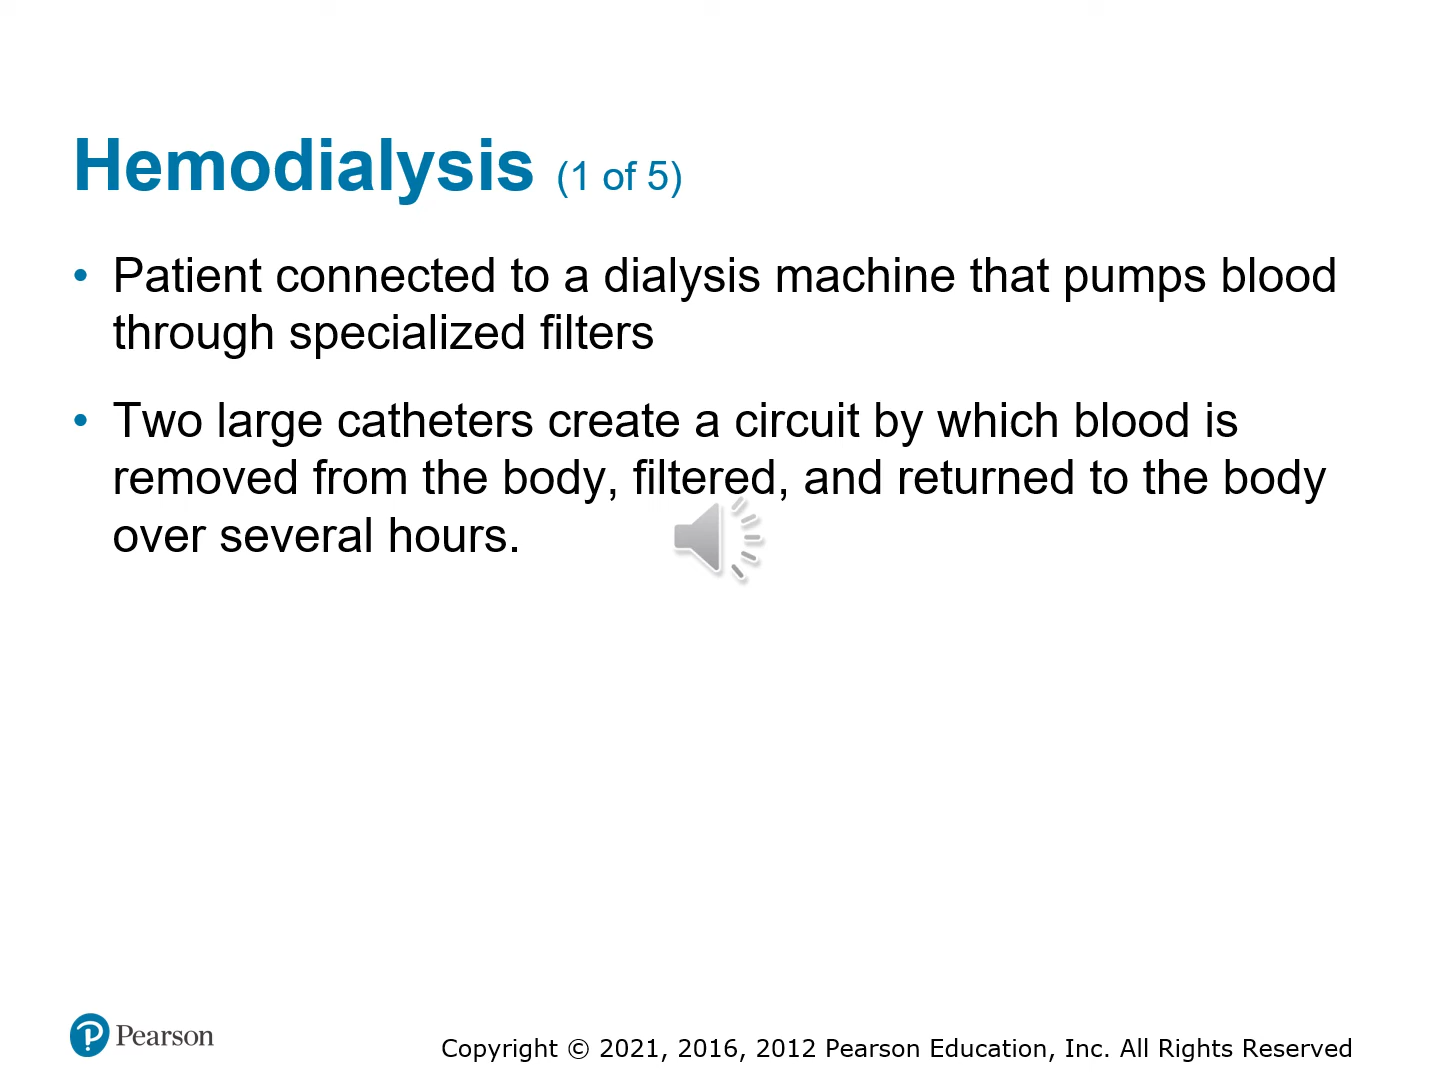 Hemodialysis (1 of 5)
• Patient connected to a dialysis machine that pumps blood
through specialized filters
• Two large catheters create a circuit by which blood is
removed from the body, filtered, and returned to the body
over several hours.
Pearson
Copyright © 2021, 2016, 2012 Pearson Education, Inc. All Rights Reserved